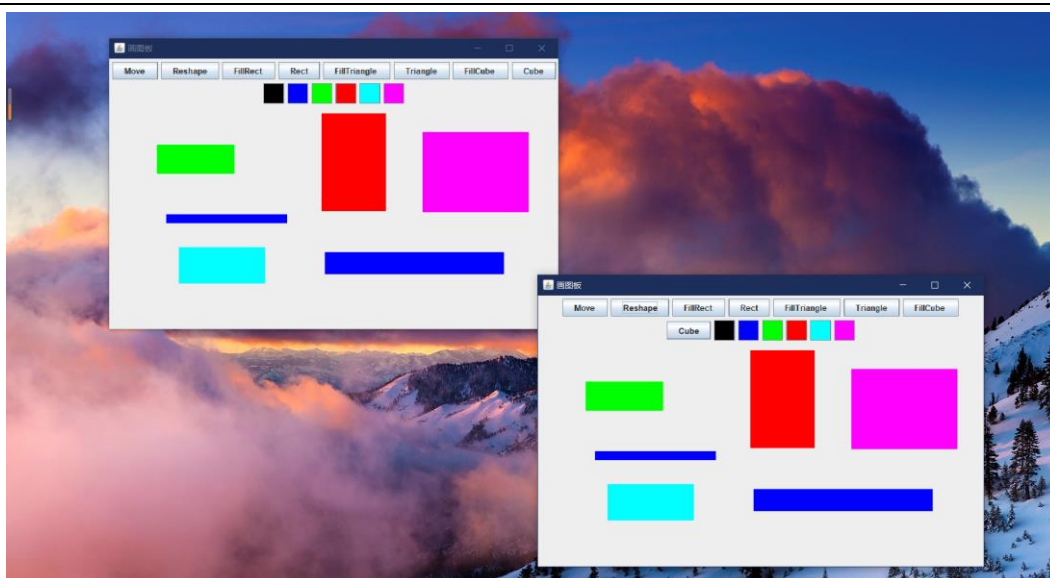 画图板
Move Reshape FillRect Rect FillTriangle Triangle FillCube Cube
画图板
Move Reshape FillRect Rect FillTriangle Triangle FillCube
Cube